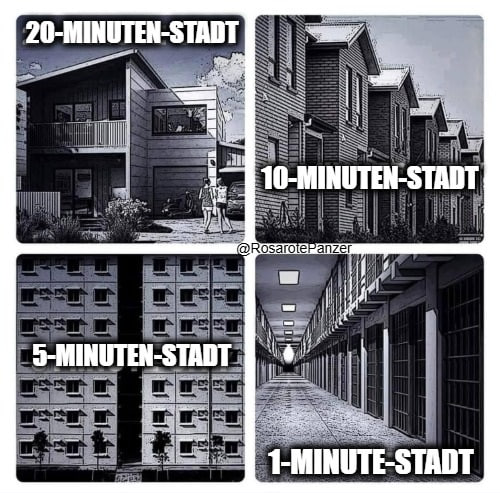 20-MINUTEN-STADT
10-MINUTEN-STADT
@RosarotePanzer
5-MINUTEN-STADT
1-MINUTE-STADT